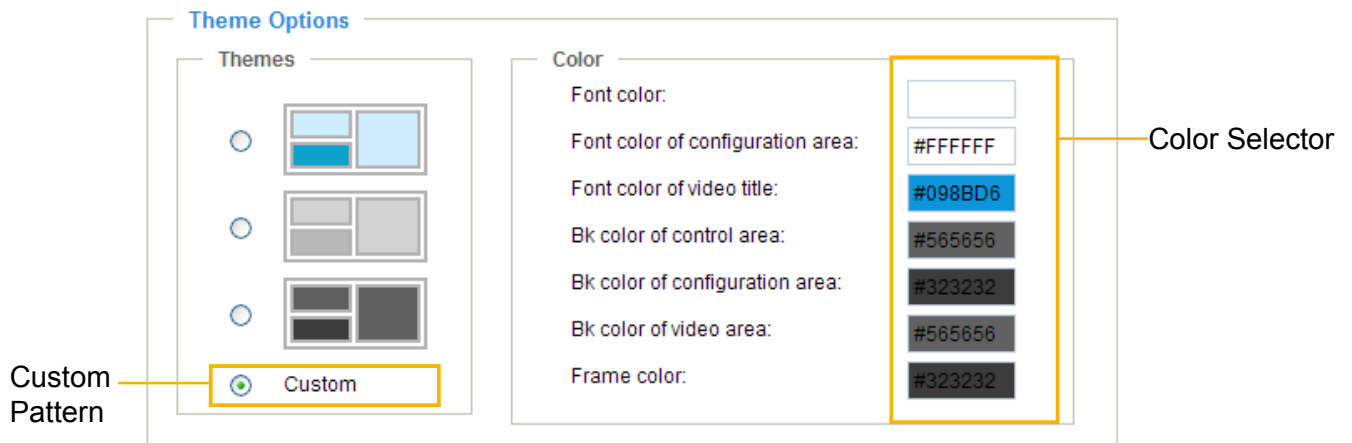 Theme Options
Themes
Custom
Custom
Pattern
Color
Font color:
Font color of configuration area: #FFFFFF
Font color of video title: #098BD6
Bk color of control area: #565656
Bk color of configuration area: #323232
Bk color of video area: #565656
Frame color: #323232
Color Selector